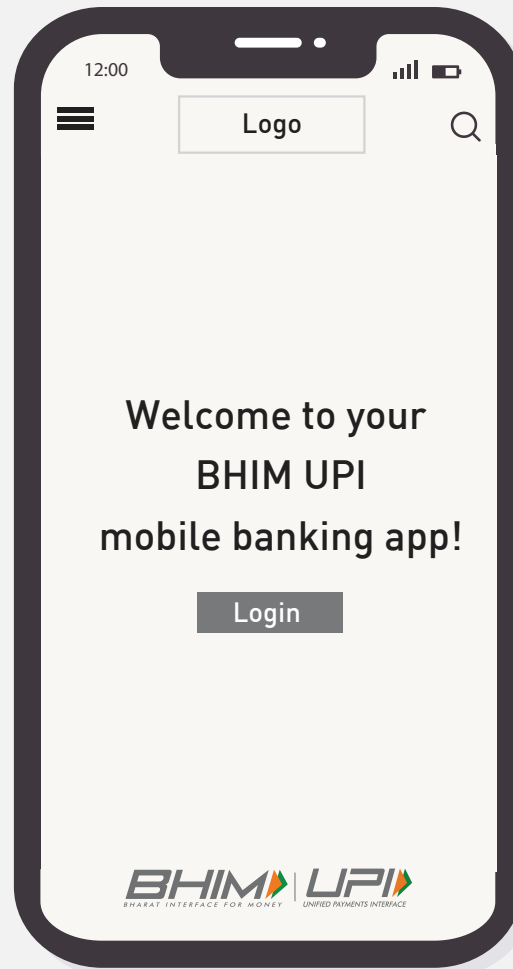 12:00
Logo
Welcome to your
BHIM UPI
mobile banking app!
Login
BHIM UPI
BHARAT INTERFACE FOR MONEY UNIFIED PAYMENTS INTERFACE